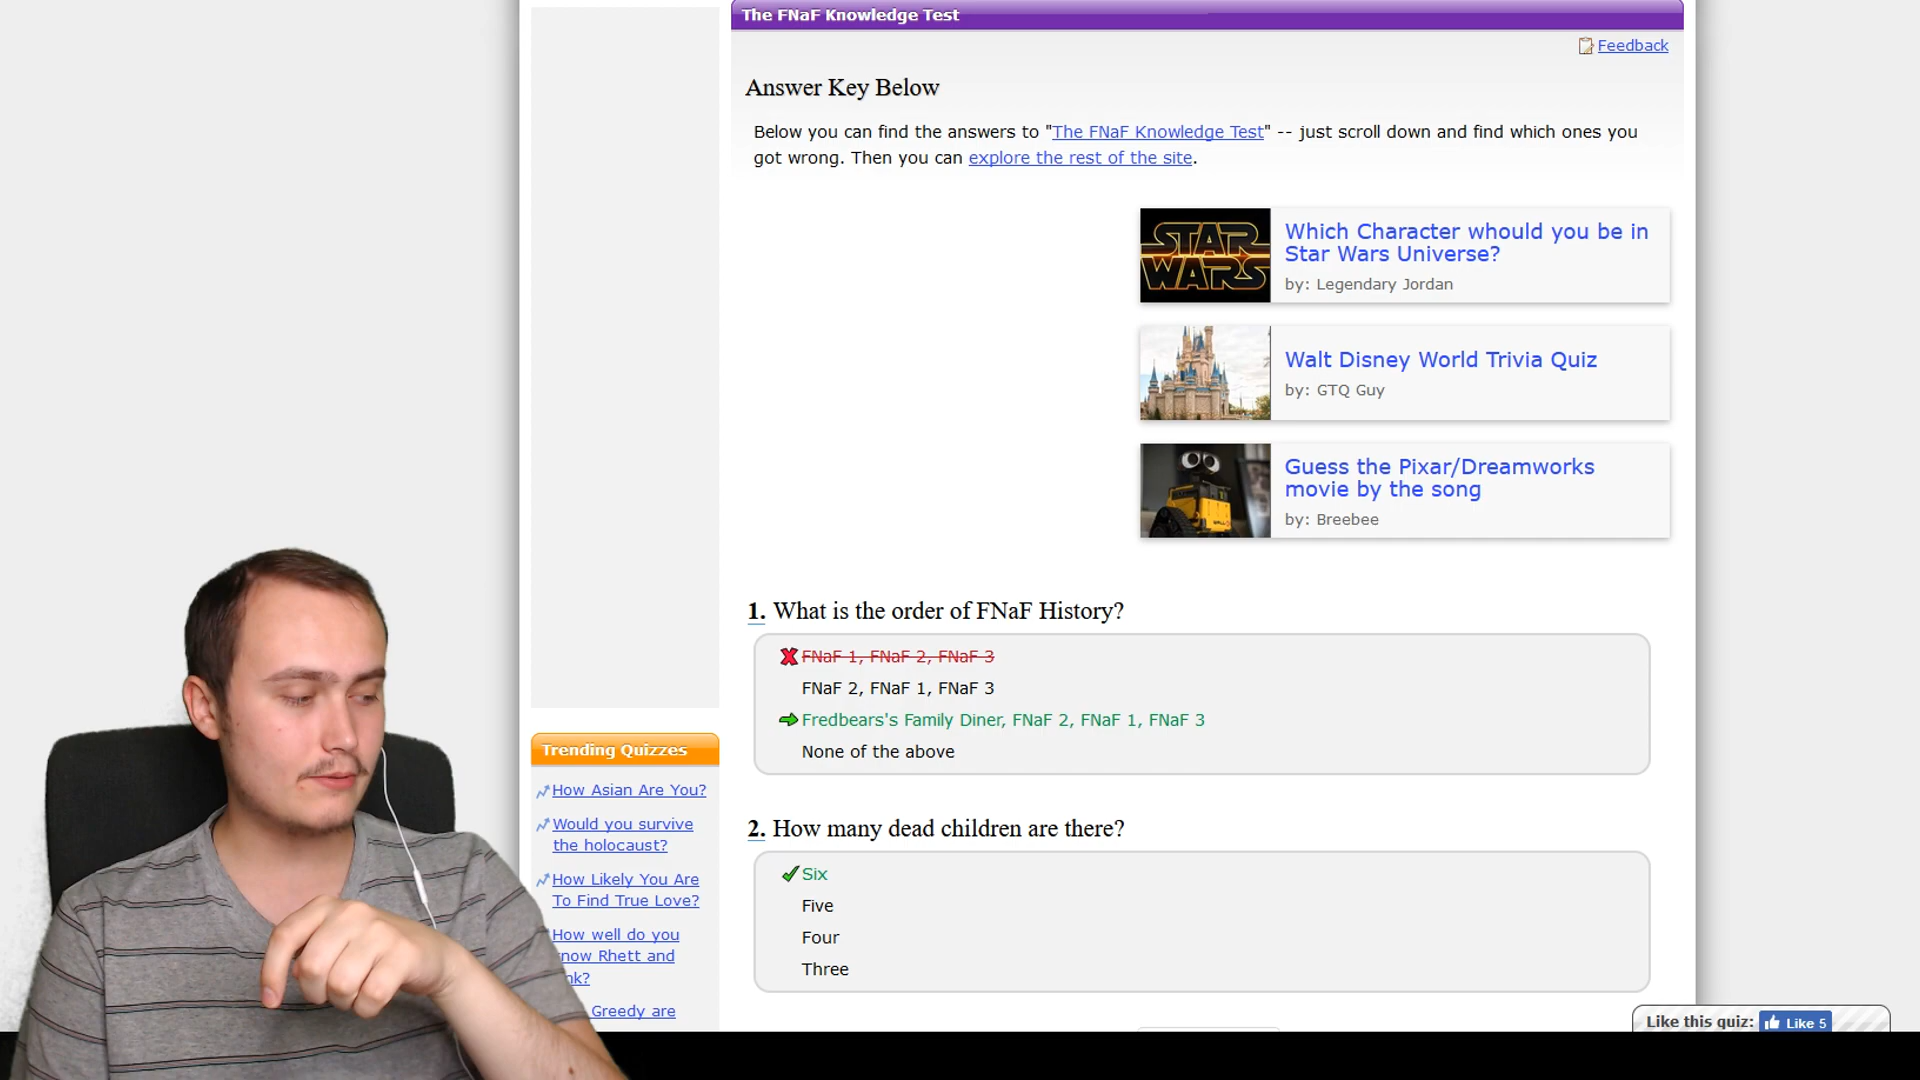 The FNaF Knowledge Test
Feedback
Answer Key Below
Below you can find the answers to "The FNaF Knowledge Test" -- just scroll down and find which ones you
got wrong. Then you can explore the rest of the site.
STAR
WARS
Which Character whould you be in
Star Wars Universe?
by: Legendary Jordan
Walt Disney World Trivia Quiz
by: GTQ Guy
Guess the Pixar/Dreamworks
movie by the song
by: Breebee
1. What is the order of FNaF History?
FNaF 1, FNaF 2, FNaF 3
FNaF 2, FNaF 1, FNaF 3
Fredbears's Family Diner, FNaF 2, FNaF 1, FNaF 3
None of the above
2. How many dead children are there?
Six
Five
Four
Three
Trending Quizzes
How Asian Are You?
Would you survive
the holocaust?
How Likely You Are
To Find True Love?
How well do you
now Rhett and
nk?
Greedy are
Like this quiz: Like 5